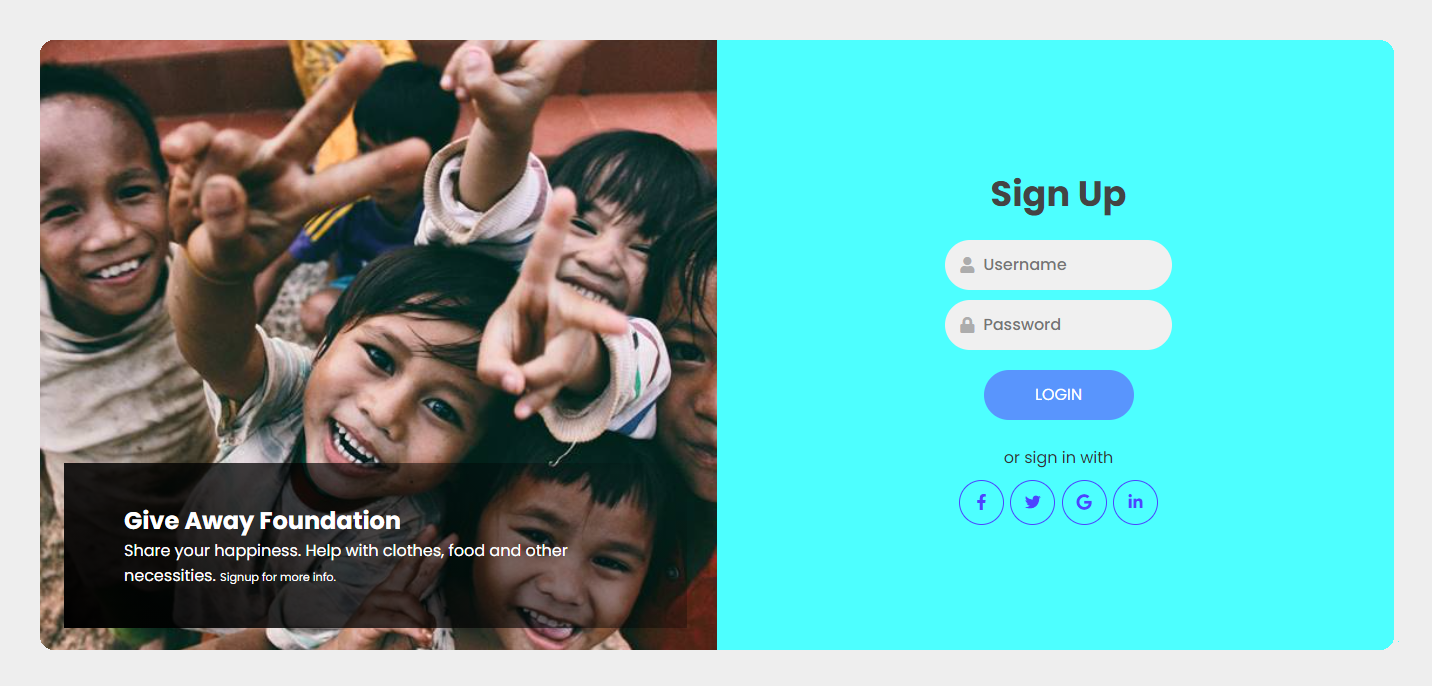 Give Away Foundation
Share your happiness. Help with clothes, food and other
necessities. Signup for more info.
Sign Up
Username
Password
LOGIN
or sign in with